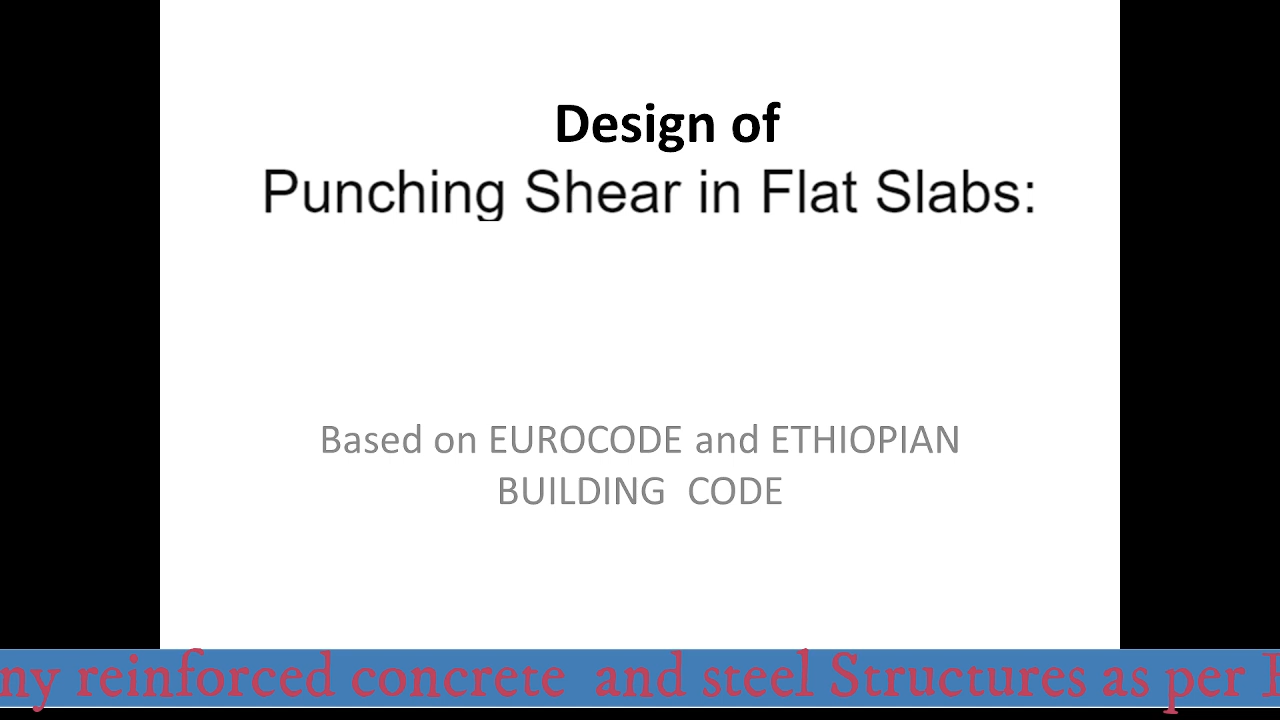 Design of
Punching Shear in Flat Slabs:
Based on EUROCODE and ETHIOPIAN
BUILDING CODE
reinforced concrete and steel Structures as per